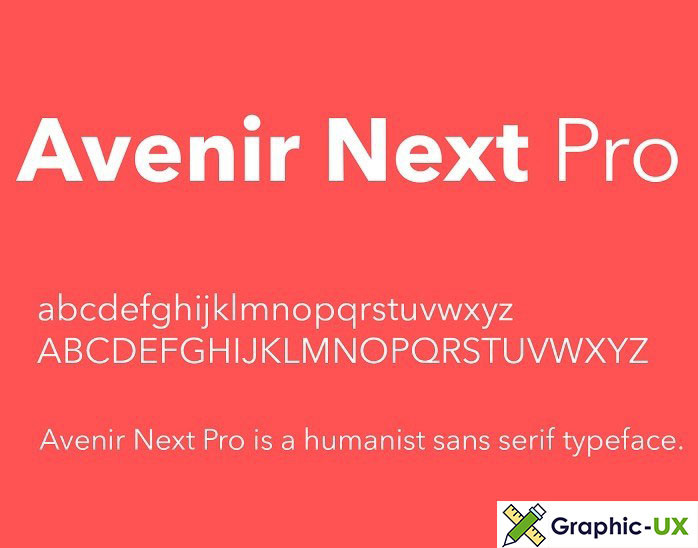 Avenir Next Pro
abcdefghijklmnopqrstuvwxyz
ABCDEFGHIJKLMNOPQRSTUVWXYZ
Avenir Next Pro is a humanist sans serif typeface.
Graphic-UX